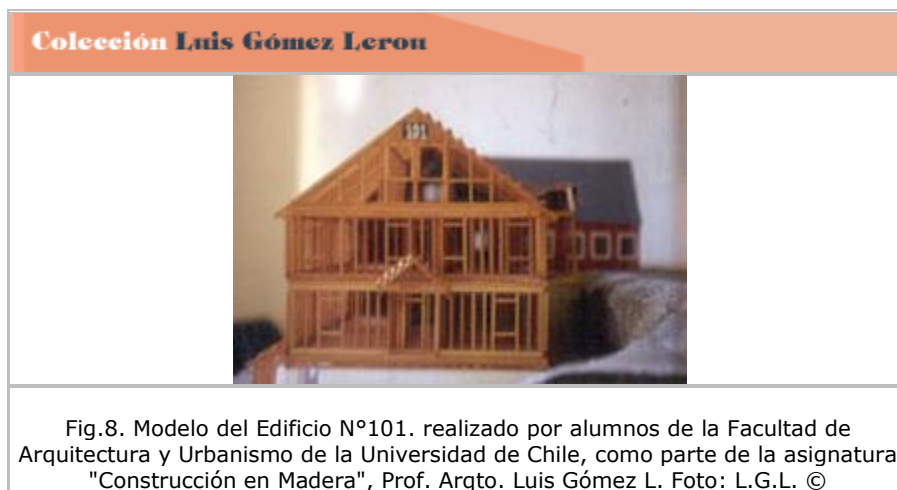 Colección Luis Gómez Lerou
101
Fig.8. Modelo del Edificio N°101. realizado por alumnos de la Facultad de
Arquitectura y Urbanismo de la Universidad de Chile, como parte de la asignatura
"Construcción en Madera", Prof. Arqto. Luis Gómez L. Foto: L.G.L. ©